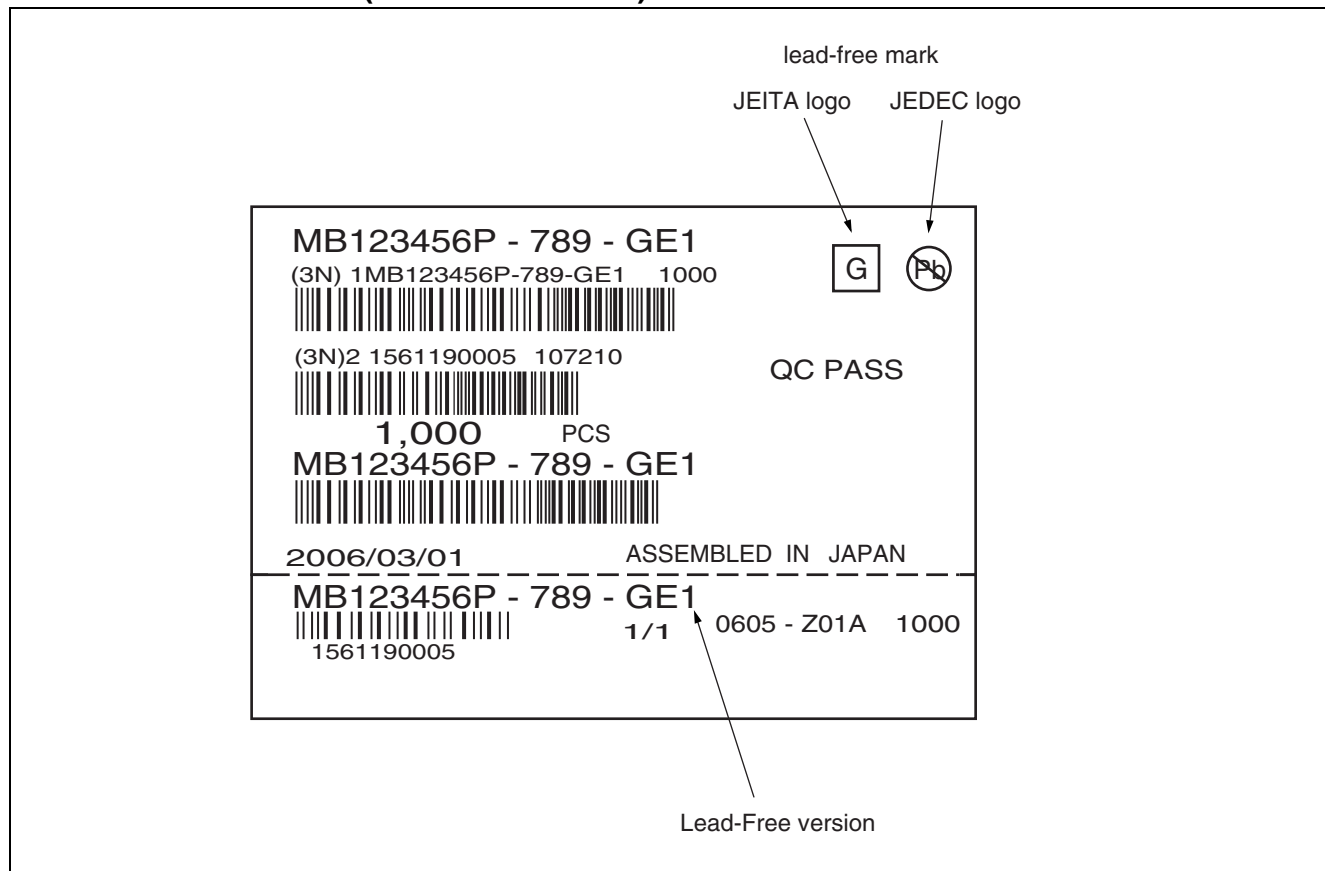 lead-free mark
JEITA logo JEDEC logo
MB123456P - 789 - GE1
(3N) 1MB123456P-789-GE1 1000
G Pb
(3N)2 1561190005 107210
QC PASS
1,000 PCS
MB123456P - 789 - GE1
2006/03/01 ASSEMBLED IN JAPAN
MB123456P - 789 - GE1
1/1 0605 - Z01A 1000
1561190005
Lead-Free version